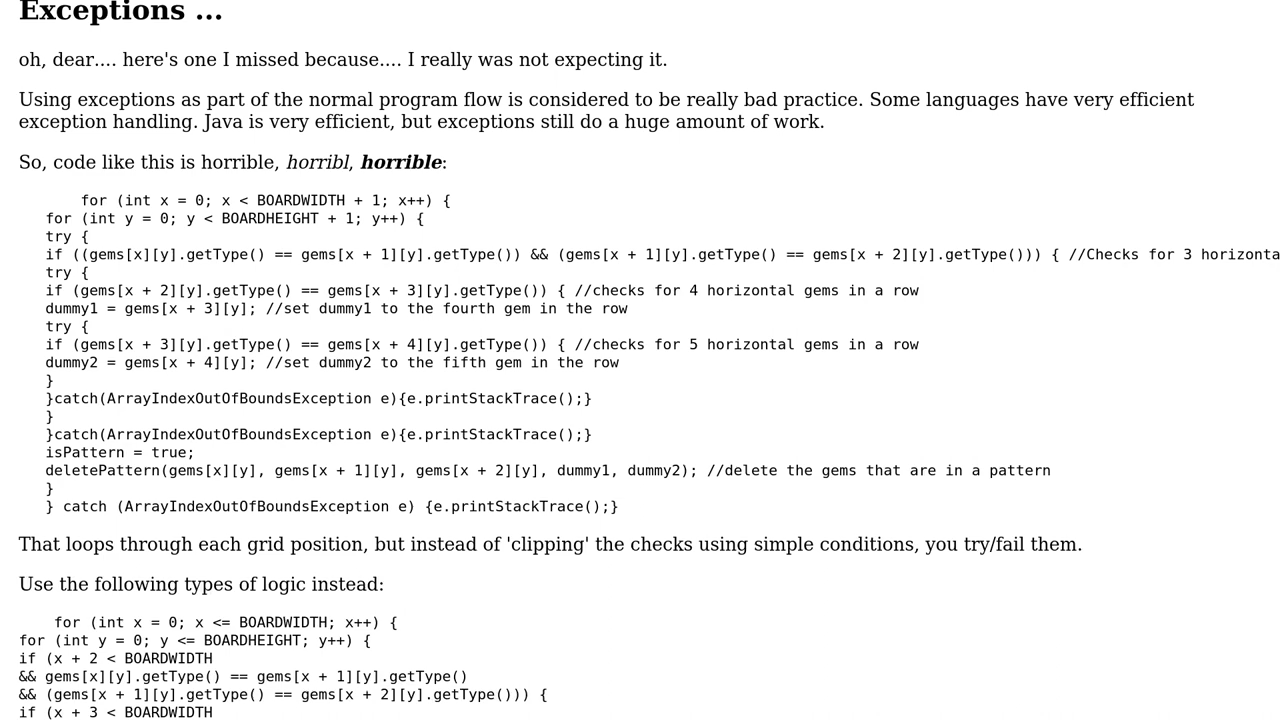 Exceptions ...
oh, dear.... here's one I missed because.... I really was not expecting it.
Using exceptions as part of the normal program flow is considered to be really bad practice. Some languages have very efficient
exception handling. Java is very efficient, but exceptions still do a huge amount of work.
So, code like this is horrible, horribl, horrible:
for (int x = 0; x < BOARDWIDTH + 1; x++) {
for (int y = 0; y < BOARDHEIGHT + 1; y++) {
try {
if ((gems[x][y].getType() == gems[x + 1][y].getType()) && (gems[x + 1][y].getType() == gems[x + 2][y].getType())) { //Checks for 3 horizonta
try {
if (gems[x + 2][y].getType() == gems[x + 3][y].getType()) { //checks for 4 horizontal gems in a row
dummy1 = gems[x + 3][y]; //set dummy1 to the fourth gem in the row
try {
if (gems[x + 3][y].getType() == gems[x + 4][y].getType()) { //checks for 5 horizontal gems in a row
dummy2 = gems[x + 4][y]; //set dummy2 to the fifth gem in the row
}
}catch(ArrayIndexOutOfBoundsException e){e.printStackTrace();}
}
}catch(ArrayIndexOutOfBoundsException e){e.printStackTrace();}
isPattern = true;
deletePattern(gems[x][y], gems[x + 1][y], gems[x + 2][y], dummy1, dummy2); //delete the gems that are in a pattern
}
} catch (ArrayIndexOutOfBoundsException e) {e.printStackTrace();}
That loops through each grid position, but instead of 'clipping' the checks using simple conditions, you try/fail them.
Use the following types of logic instead:
for (int x = 0; x <= BOARDWIDTH; x++) {
for (int y = 0; y <= BOARDHEIGHT; y++) {
if (x + 2 < BOARDWIDTH
&& gems[x][y].getType() == gems[x + 1][y].getType()
&& (gems[x + 1][y].getType() == gems[x + 2][y].getType())) {
if (x + 3 < BOARDWIDTH